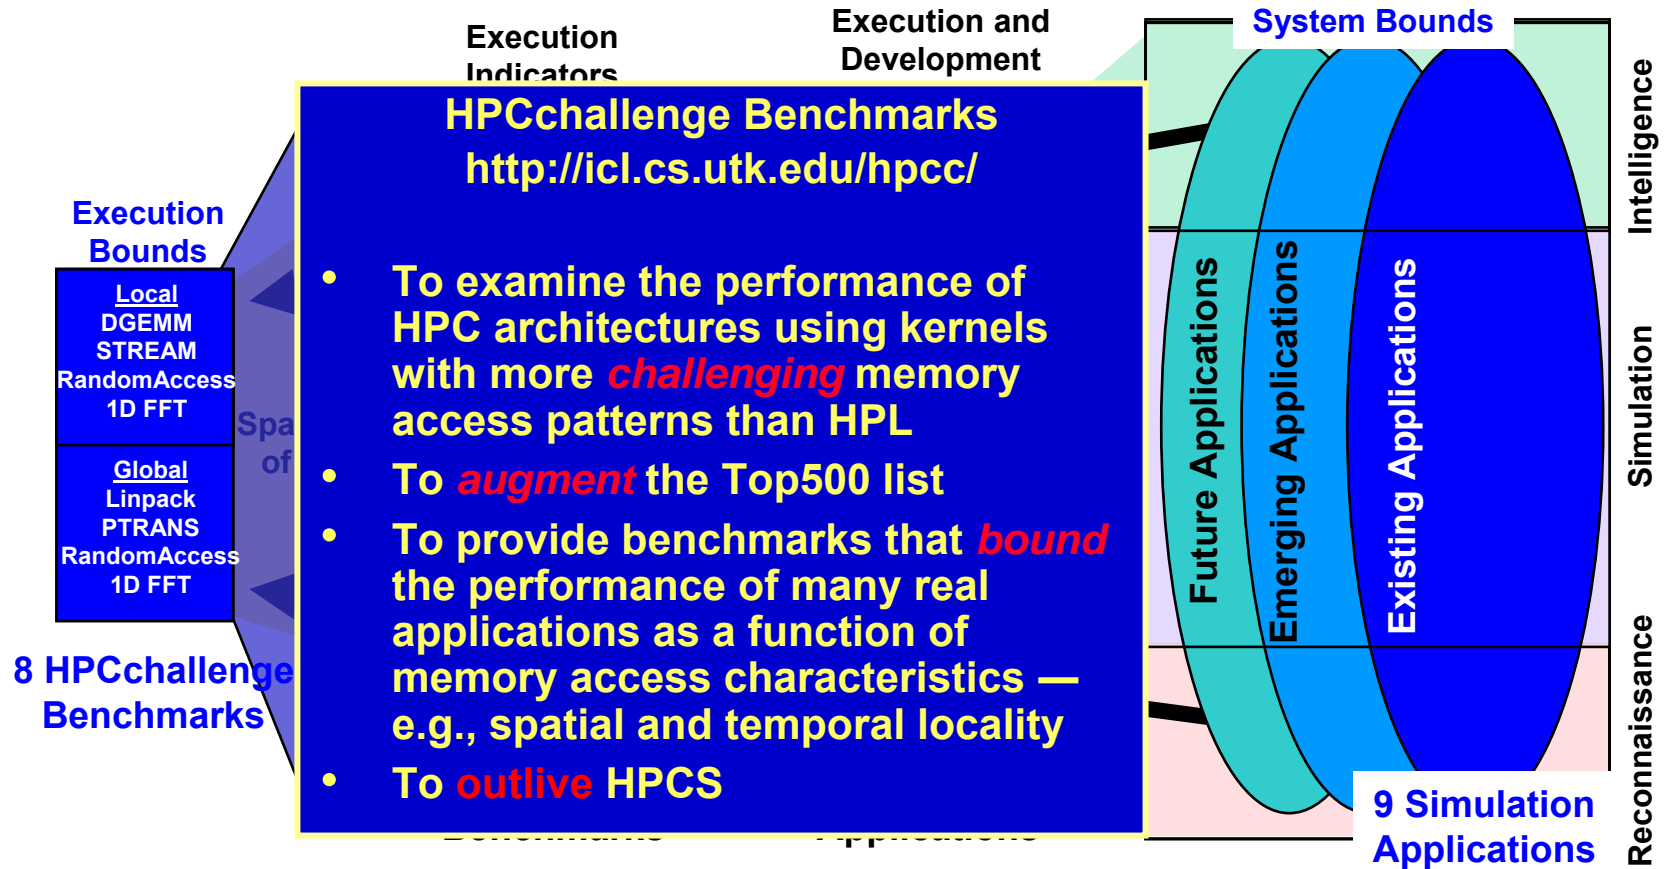 Execution
Indicators
Execution and
Development
System Bounds
HPCchallenge Benchmarks
http://icl.cs.utk.edu/hpcc/
• To examine the performance of
HPC architectures using kernels
with more challenging memory
access patterns than HPL
• To augment the Top500 list
• To provide benchmarks that bound
the performance of many real
applications as a function of
memory access characteristics —
e.g., spatial and temporal locality
• To outlive HPCS
Execution
Bounds
Local
DGEMM
STREAM
RandomAccess
1D FFT
Global
Linpack
PTRANS
RandomAccess
1D FFT
of
8 HPCchallenge
Benchmarks
Future Applications
Emerging Applications
Existing Applications
Intelligence
Simulation
Reconnaissance
Benchmarks
Applications
9 Simulation
Applications